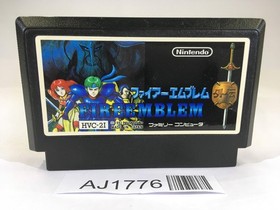 Nintendo
ファイアーエムブレム
FIRE EMBLEM
HVC-2I
ファミリーコンピュータ
AJ1776